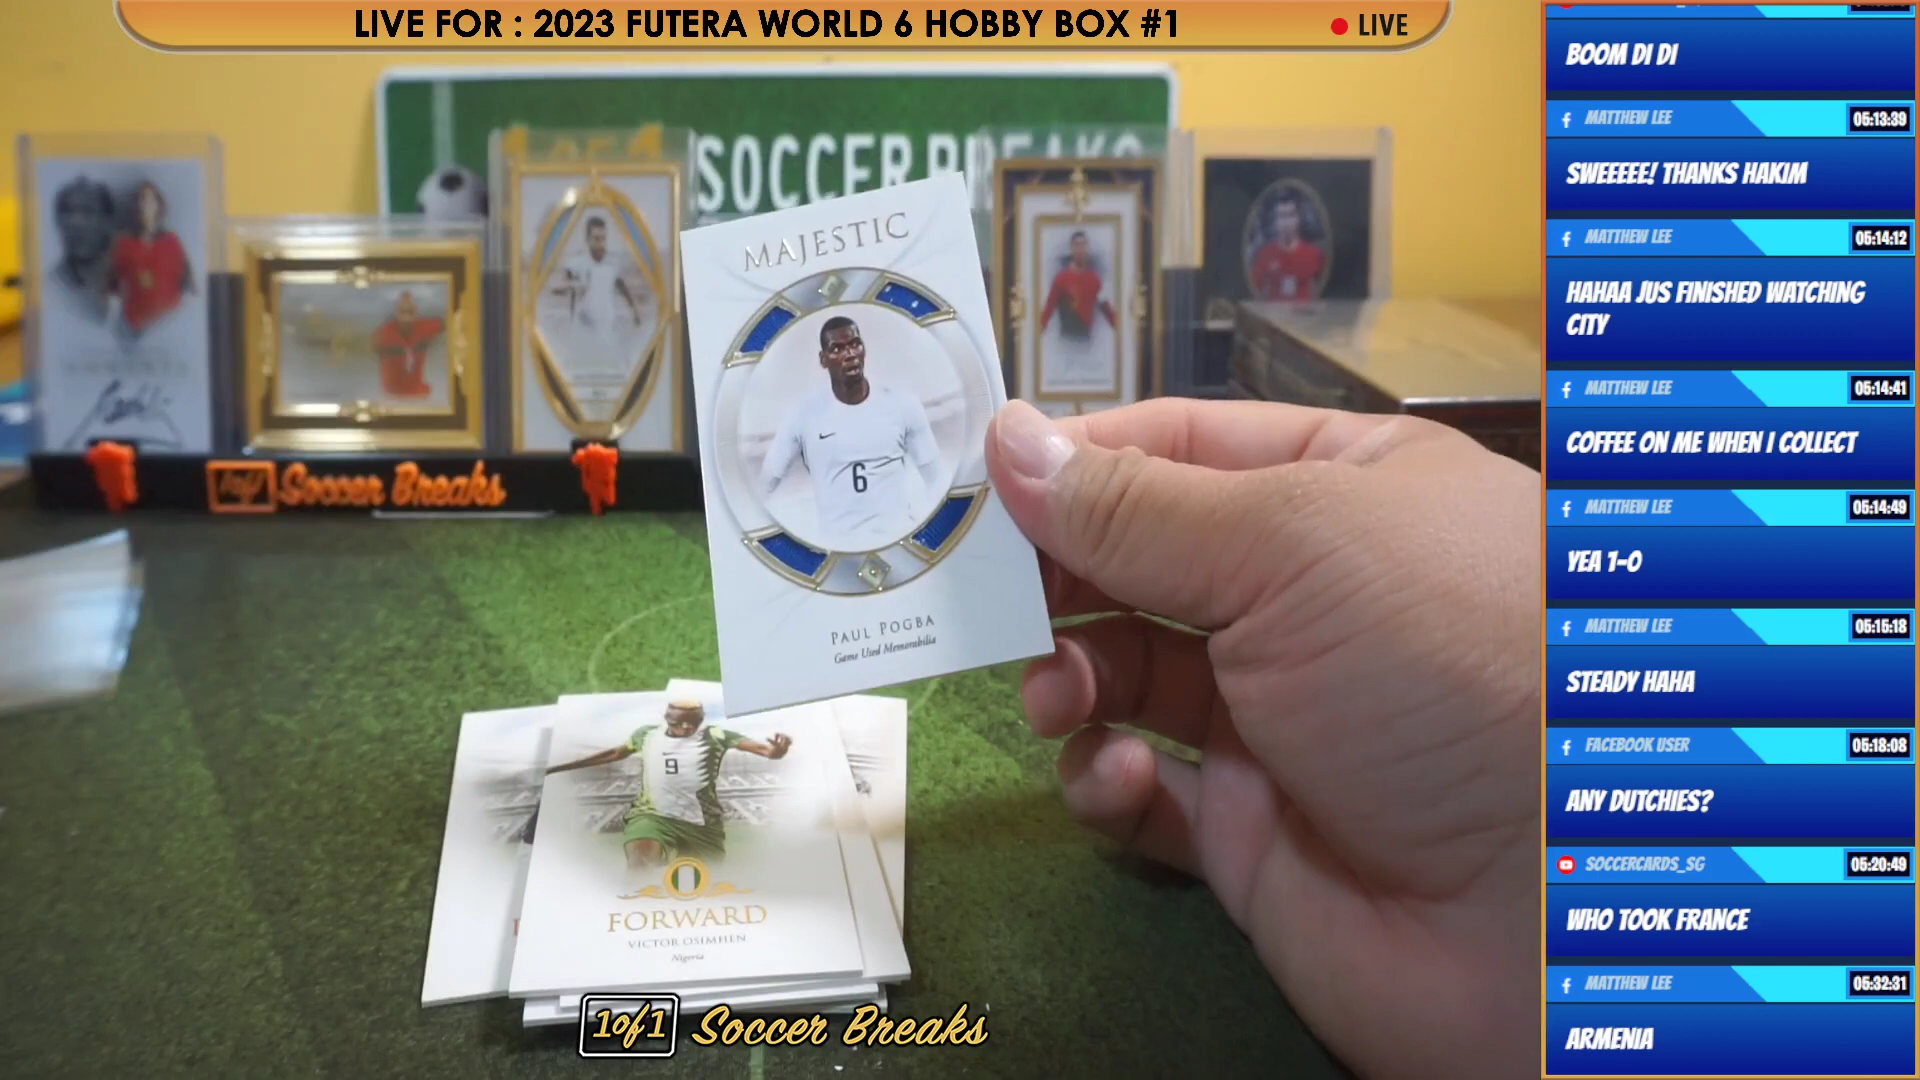 LIVE FOR : 2023 FUTERA WORLD 6 HOBBY BOX #1
LIVE
SOCCER BREAKS
MAJESTIC
6
PAUL POGBA
Game Used Memorabilia
1of1 Soccer Breaks
9
FORWARD
VICTOR OSIMHEN
Nigeria
1of1 Soccer Breaks
BOOM DI DI
MATTHEW LEE 05:13:39
SWEEEEE! THANKS HAKIM
MATTHEW LEE 05:14:12
HAHAA JUS FINISHED WATCHING
CITY
MATTHEW LEE 05:14:41
COFFEE ON ME WHEN I COLLECT
MATTHEW LEE 05:14:49
YEA 1-0
MATTHEW LEE 05:15:18
STEADY HAHA
FACEBOOK USER 05:18:08
ANY DUTCHIES?
SOCCERCARDS_SG 05:20:49
WHO TOOK FRANCE
MATTHEW LEE 05:32:31
ARMENIA